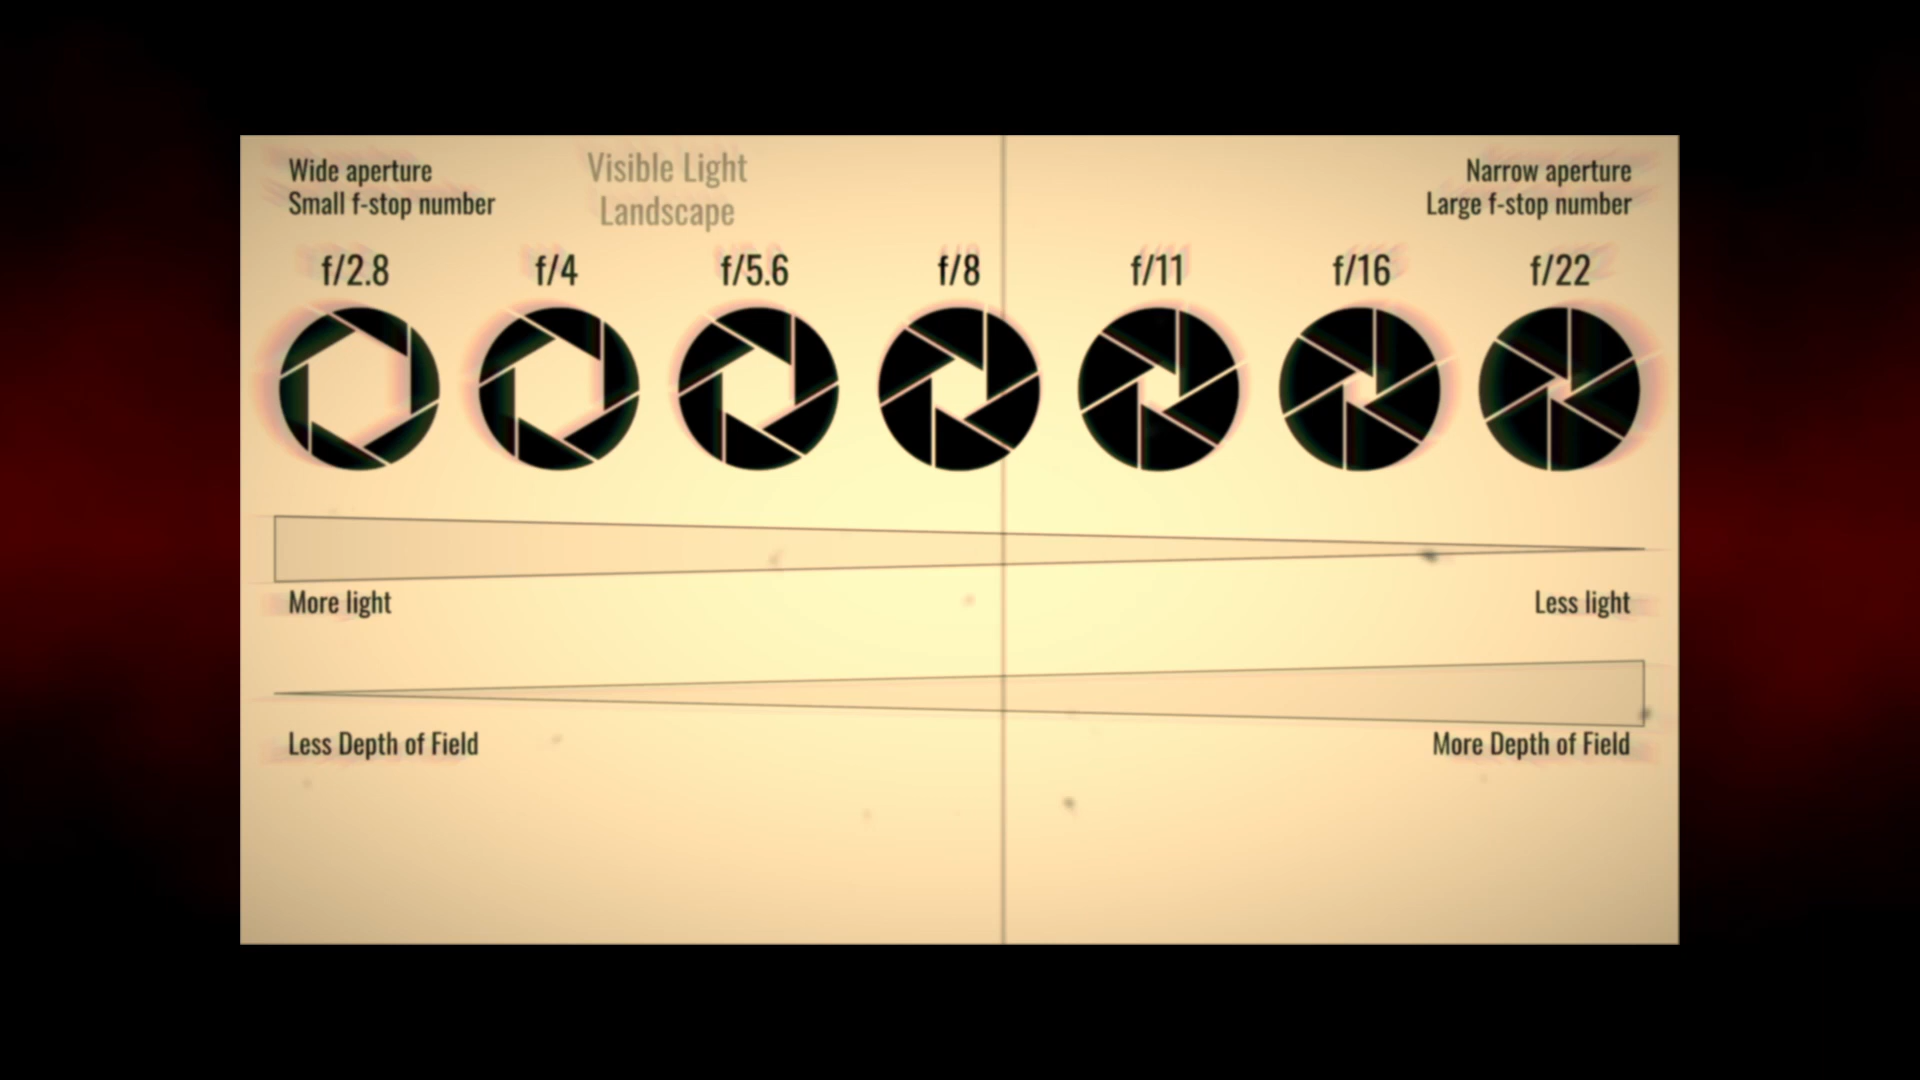 Wide aperture
Small f-stop number
Visible Light
Landscape
Narrow aperture
Large f-stop number
f/2.8
f/4
f/5.6
f/8
f/11
f/16
f/22
More light
Less light
Less Depth of Field
More Depth of Field